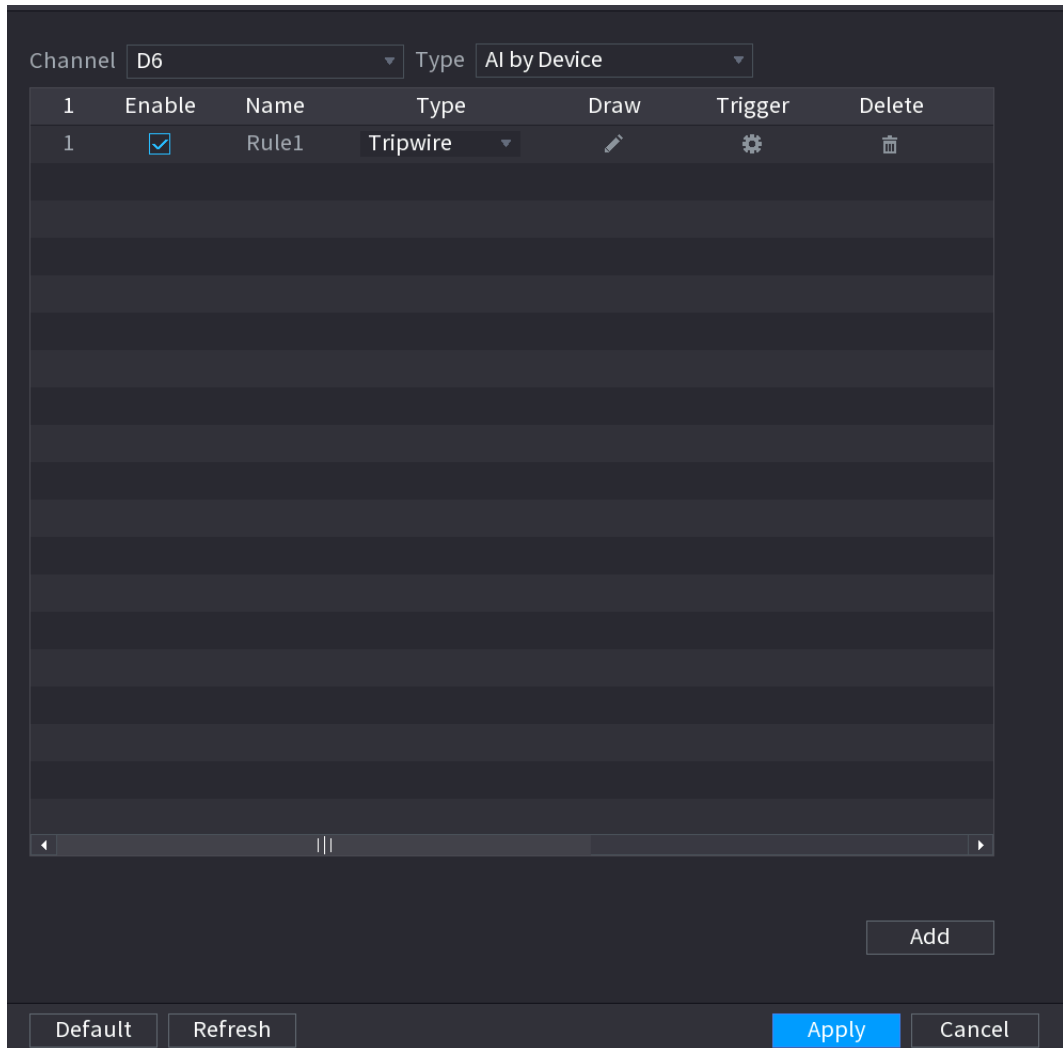 Channel D6 Type AI by Device
1 Enable Name Type Draw Trigger Delete
1 Rule1 Tripwire
Add
Default Refresh Apply Cancel